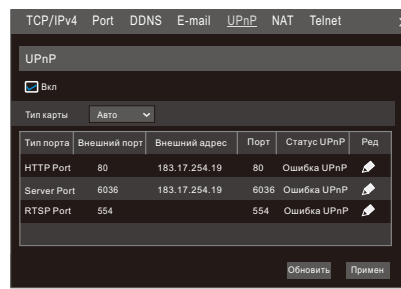 TCP/IPv4 Port DDNS E-mail UPnP NAT Telnet
UPnP
Вкл
Тип карты Авто
Тип порта Внешний порт Внешний адрес Порт Статус UPnP Ред
HTTP Port 80 183.17.254.19 80 Ошибка UPnP
Server Port 6036 183.17.254.19 6036 Ошибка UPnP
RTSP Port 554 554 Ошибка UPnP
Обновить Примен